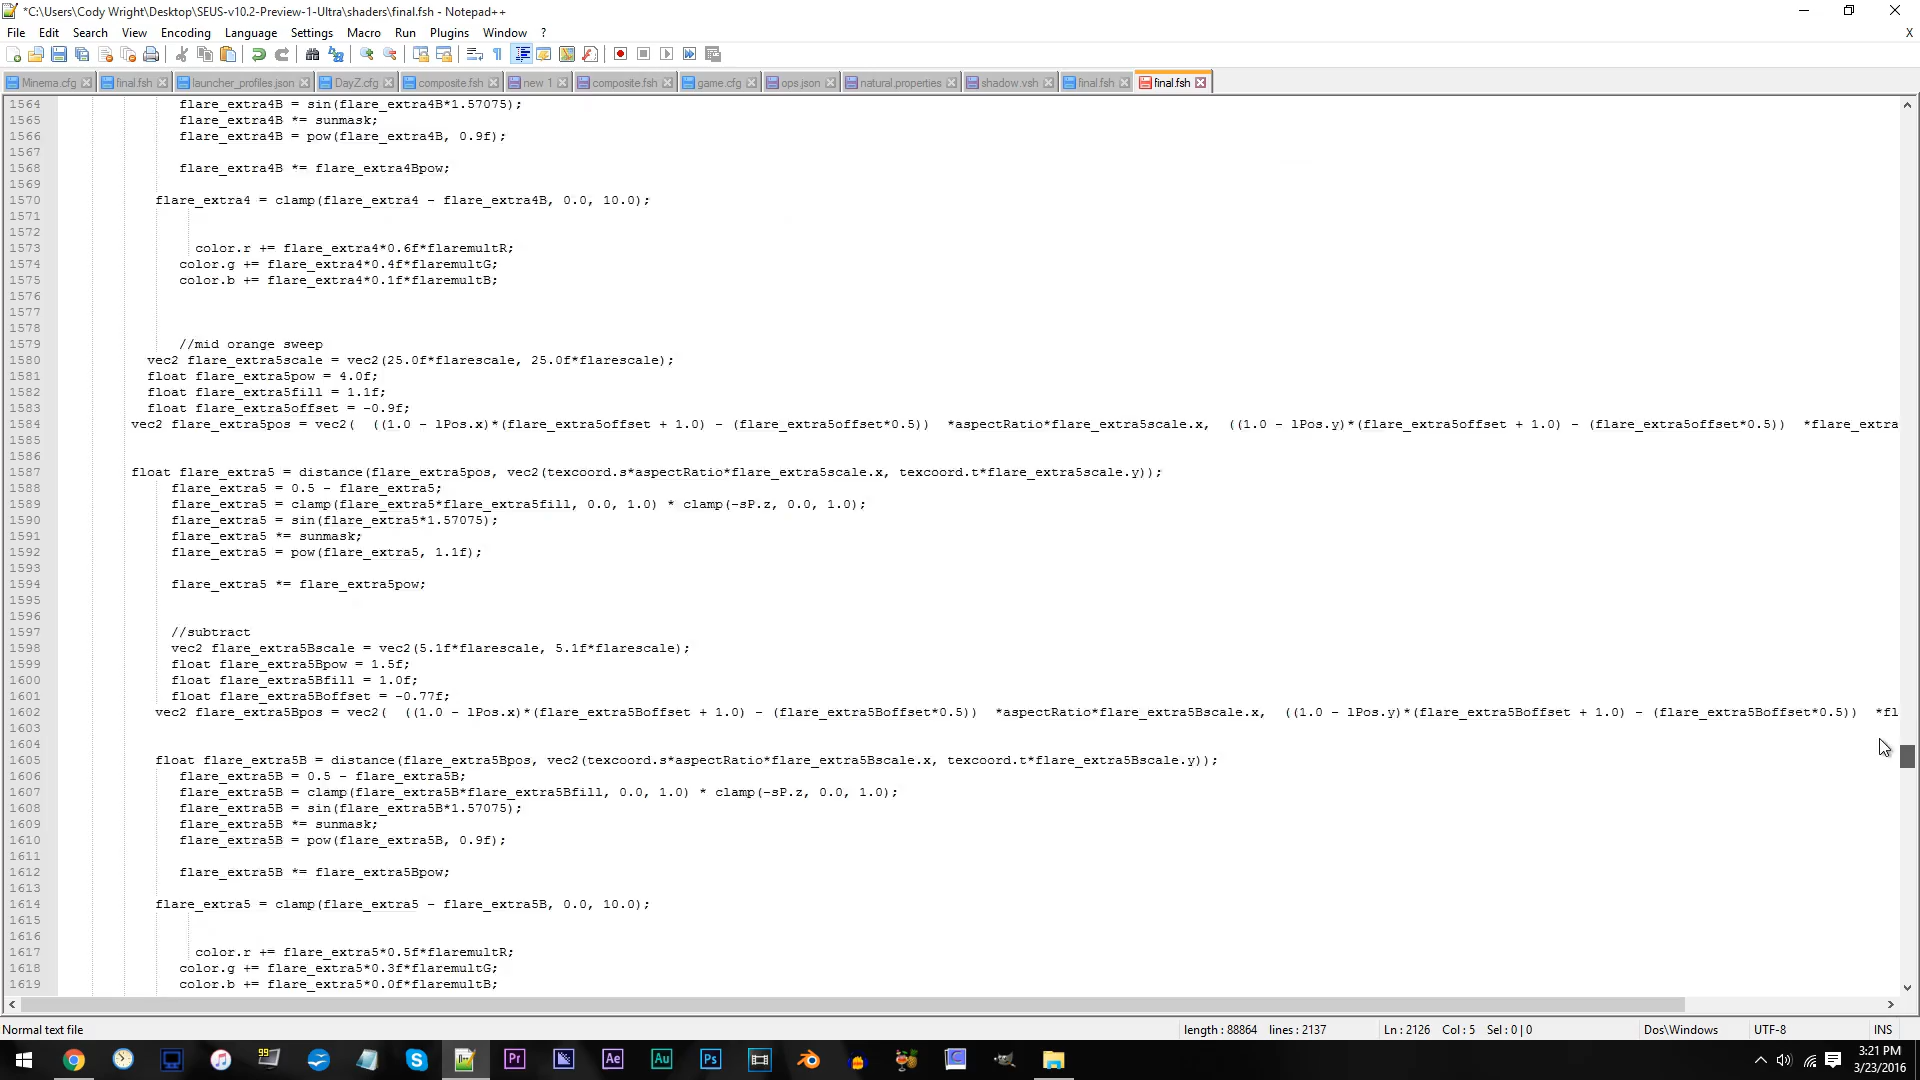 *C:\Users\Cody Wright\Desktop\SEUS-v10.2-Preview-1-Ultra\shaders\final.fsh - Notepad++
File Edit Search View Encoding Language Settings Macro Run Plugins Window ? X
Minema.cfg final.fsh launcher_profiles.json DayZ.cfg composite.fsh new 1 composite.fsh game.cfg ops.json natural.properties shadow.vsh final.fsh final.fsh
1564 flare_extra4B = sin(flare_extra4B*1.57075);
1565 flare_extra4B *= sunmask;
1566 flare_extra4B = pow(flare_extra4B, 0.9f);
1567
1568 flare_extra4B *= flare_extra4Bpow;
1569
1570 flare_extra4 = clamp(flare_extra4 - flare_extra4B, 0.0, 10.0);
1571
1572
1573 color.r += flare_extra4*0.6f*flaremultR;
1574 color.g += flare_extra4*0.4f*flaremultG;
1575 color.b += flare_extra4*0.1f*flaremultB;
1576
1577
1578
1579 //mid orange sweep
1580 vec2 flare_extra5scale = vec2(25.0f*flarescale, 25.0f*flarescale);
1581 float flare_extra5pow = 4.0f;
1582 float flare_extra5fill = 1.1f;
1583 float flare_extra5offset = -0.9f;
1584 vec2 flare_extra5pos = vec2( ((1.0 - lPos.x)*(flare_extra5offset + 1.0) - (flare_extra5offset*0.5)) *aspectRatio*flare_extra5scale.x, ((1.0 - lPos.y)*(flare_extra5offset + 1.0) - (flare_extra5offset*0.5)) *flare_extra
1585
1586
1587 float flare_extra5 = distance(flare_extra5pos, vec2(texcoord.s*aspectRatio*flare_extra5scale.x, texcoord.t*flare_extra5scale.y));
1588 flare_extra5 = 0.5 - flare_extra5;
1589 flare_extra5 = clamp(flare_extra5*flare_extra5fill, 0.0, 1.0) * clamp(-sP.z, 0.0, 1.0);
1590 flare_extra5 = sin(flare_extra5*1.57075);
1591 flare_extra5 *= sunmask;
1592 flare_extra5 = pow(flare_extra5, 1.1f);
1593
1594 flare_extra5 *= flare_extra5pow;
1595
1596
1597 //subtract
1598 vec2 flare_extra5Bscale = vec2(5.1f*flarescale, 5.1f*flarescale);
1599 float flare_extra5Bpow = 1.5f;
1600 float flare_extra5Bfill = 1.0f;
1601 float flare_extra5Boffset = -0.77f;
1602 vec2 flare_extra5Bpos = vec2( ((1.0 - lPos.x)*(flare_extra5Boffset + 1.0) - (flare_extra5Boffset*0.5)) *aspectRatio*flare_extra5Bscale.x, ((1.0 - lPos.y)*(flare_extra5Boffset + 1.0) - (flare_extra5Boffset*0.5)) *fl
1603
1604
1605 float flare_extra5B = distance(flare_extra5Bpos, vec2(texcoord.s*aspectRatio*flare_extra5Bscale.x, texcoord.t*flare_extra5Bscale.y));
1606 flare_extra5B = 0.5 - flare_extra5B;
1607 flare_extra5B = clamp(flare_extra5B*flare_extra5Bfill, 0.0, 1.0) * clamp(-sP.z, 0.0, 1.0);
1608 flare_extra5B = sin(flare_extra5B*1.57075);
1609 flare_extra5B *= sunmask;
1610 flare_extra5B = pow(flare_extra5B, 0.9f);
1611
1612 flare_extra5B *= flare_extra5Bpow;
1613
1614 flare_extra5 = clamp(flare_extra5 - flare_extra5B, 0.0, 10.0);
1615
1616
1617 color.r += flare_extra5*0.5f*flaremultR;
1618 color.g += flare_extra5*0.3f*flaremultG;
1619 color.b += flare_extra5*0.0f*flaremultB;
Normal text file length : 88864 lines : 2137 Ln : 2126 Col : 5 Sel : 0 | 0 Dos\Windows UTF-8 INS
99 Pr Ae Au Ps 3:21 PM
3/23/2016